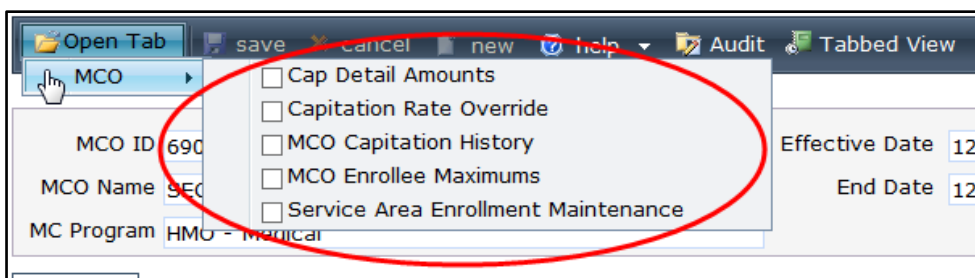 Open Tab save cancel new help Audit Tabbed View
MCO
Cap Detail Amounts
Capitation Rate Override
MCO Capitation History
MCO Enrollee Maximums
Service Area Enrollment Maintenance
MCO ID 690 Effective Date 12
MCO Name SEC End Date 12
MC Program HMO - Medical